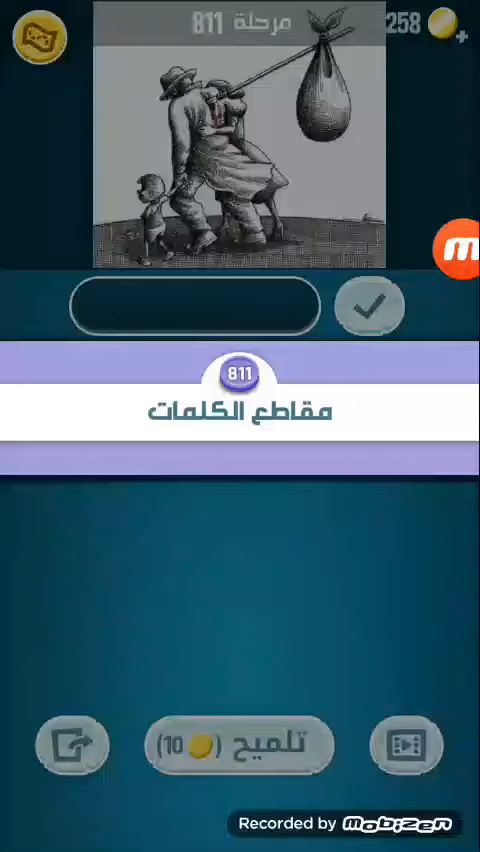 مرحلة 811
258
811
مقاطع الكلمات
تلميح (10)
Recorded by mobizen